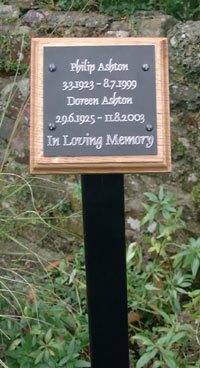 Philip Ashton
3.3.1923 - 8.7.1999
Doreen Ashton
29.6.1925 - 11.8.2003
In Loving Memory